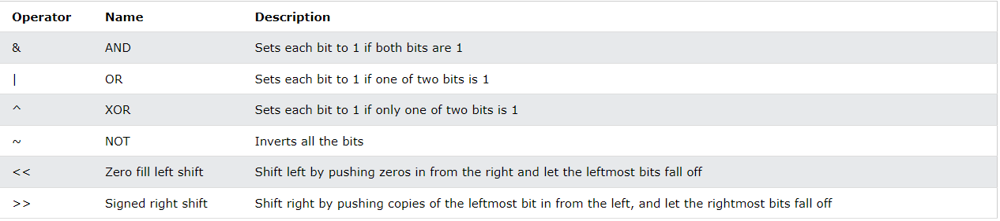 Operator Name Description
& AND Sets each bit to 1 if both bits are 1
| OR Sets each bit to 1 if one of two bits is 1
^ XOR Sets each bit to 1 if only one of two bits is 1
~ NOT Inverts all the bits
<< Zero fill left shift Shift left by pushing zeros in from the right and let the leftmost bits fall off
>> Signed right shift Shift right by pushing copies of the leftmost bit in from the left, and let the rightmost bits fall off